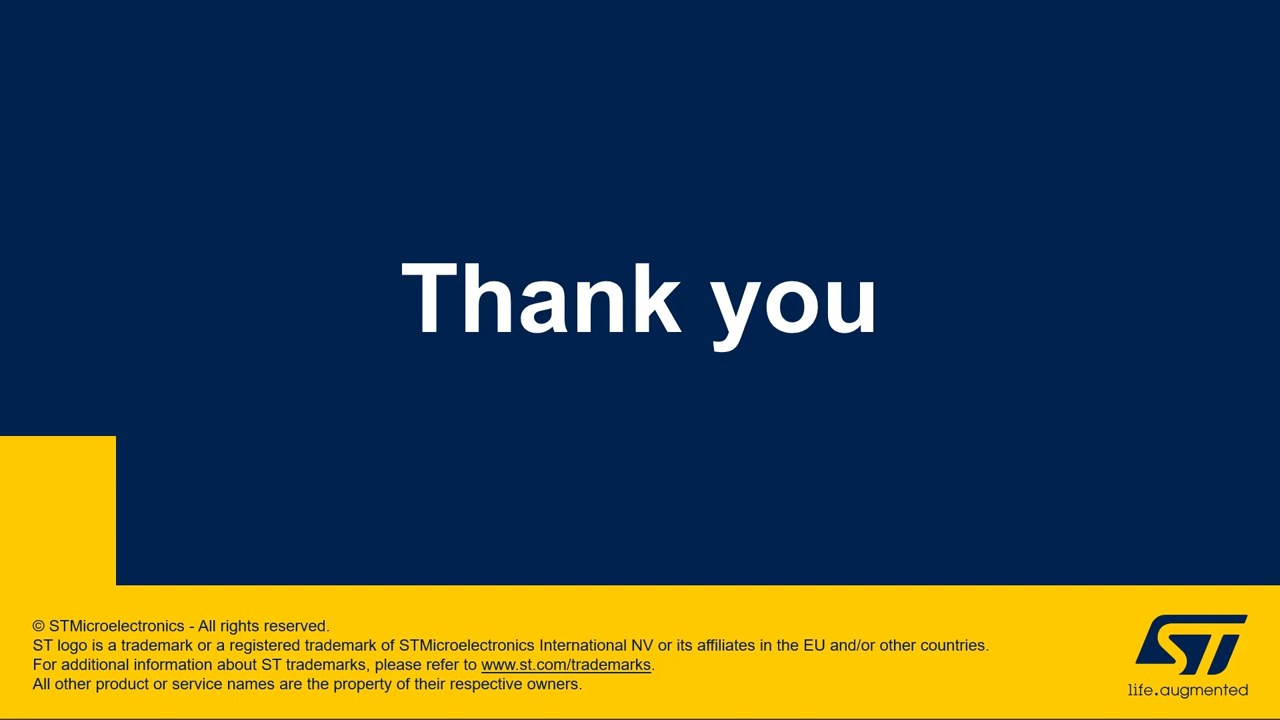 Thank you
© STMicroelectronics - All rights reserved.
ST logo is a trademark or a registered trademark of STMicroelectronics International NV or its affiliates in the EU and/or other countries.
For additional information about ST trademarks, please refer to www.st.com/trademarks.
All other product or service names are the property of their respective owners.
ST
life.augmented